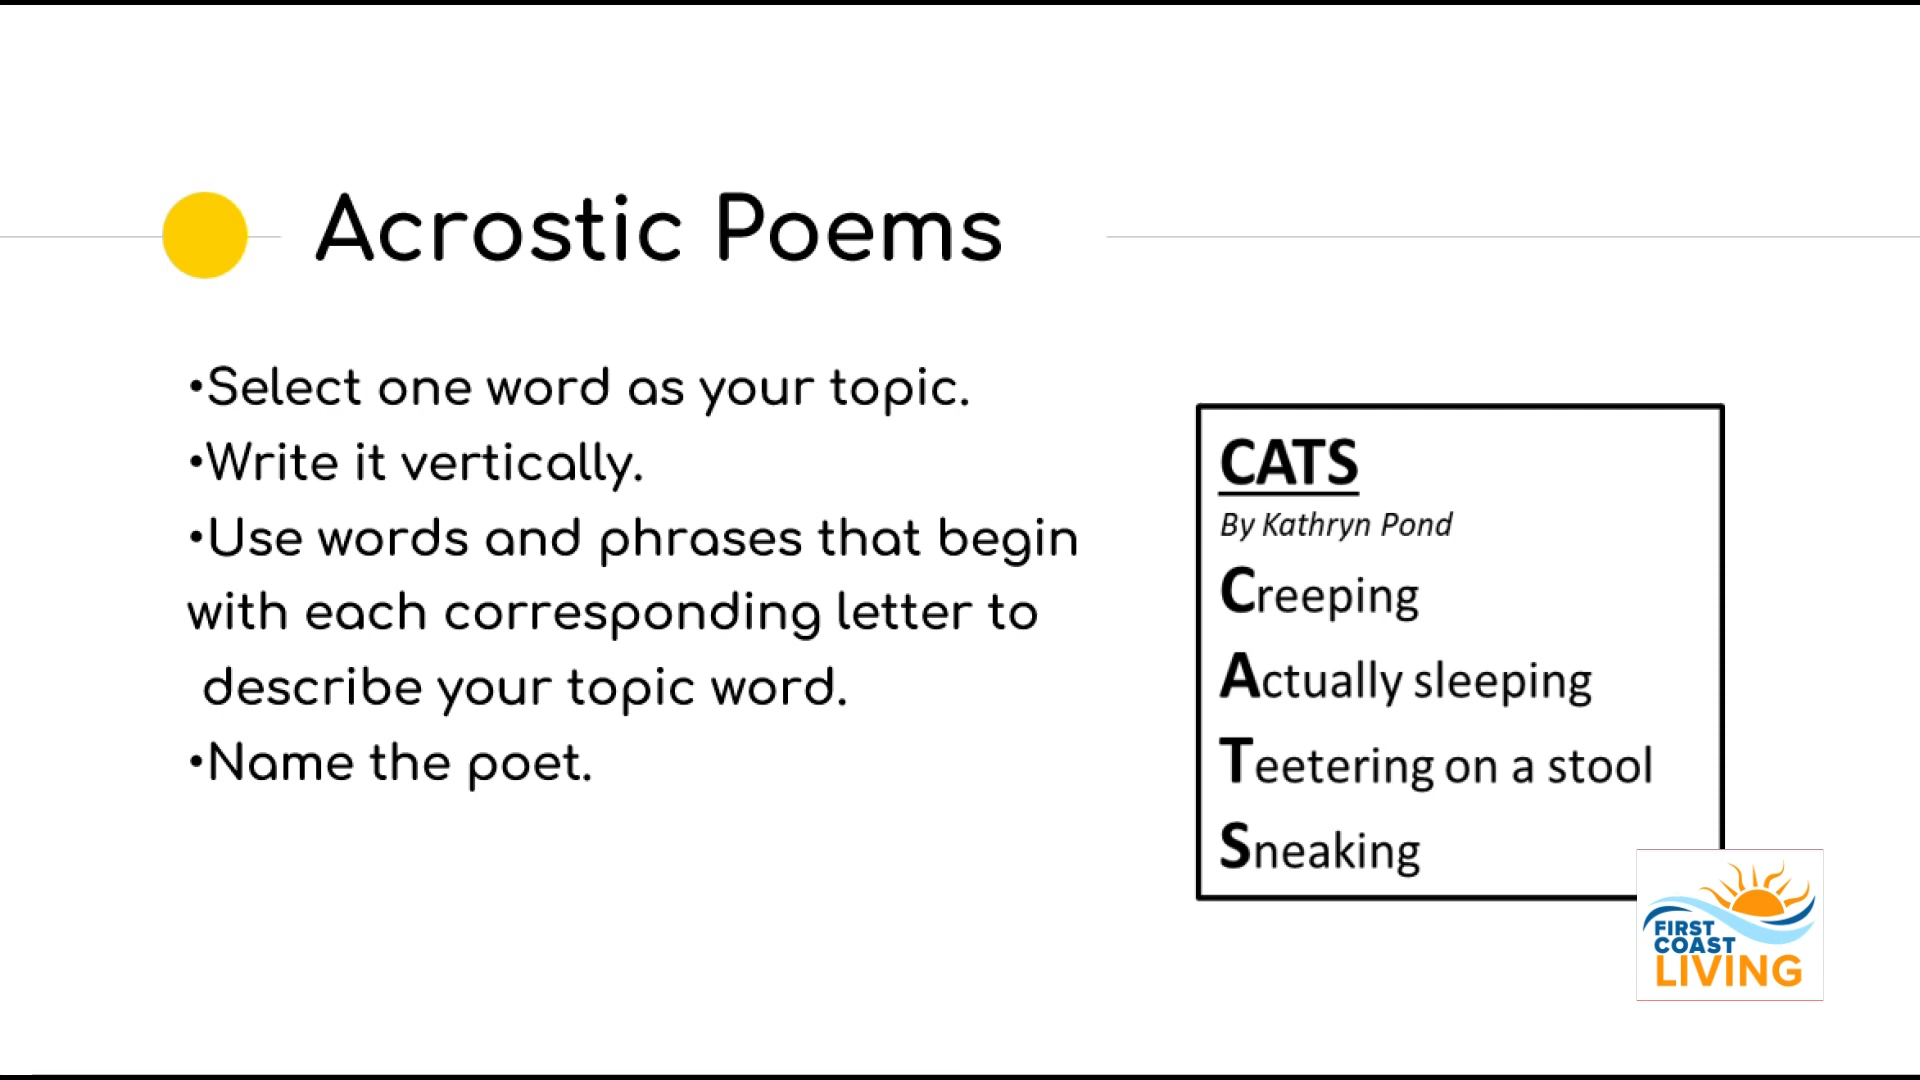 Acrostic Poems
•Select one word as your topic.
•Write it vertically.
•Use words and phrases that begin
with each corresponding letter to
describe your topic word.
•Name the poet.
CATS
By Kathryn Pond
Creeping
Actually sleeping
Teetering on a stool
Sneaking
FIRST
COAST
LIVING